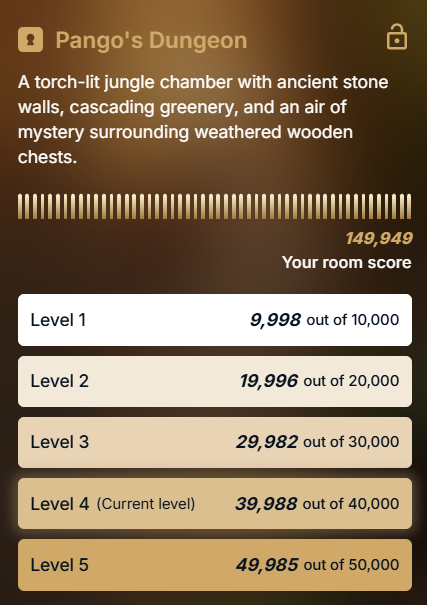 Pango's Dungeon
A torch-lit jungle chamber with ancient stone
walls, cascading greenery, and an air of
mystery surrounding weathered wooden
chests.
149,949
Your room score
Level 1 9,998 out of 10,000
Level 2 19,996 out of 20,000
Level 3 29,982 out of 30,000
Level 4 (Current level) 39,988 out of 40,000
Level 5 49,985 out of 50,000